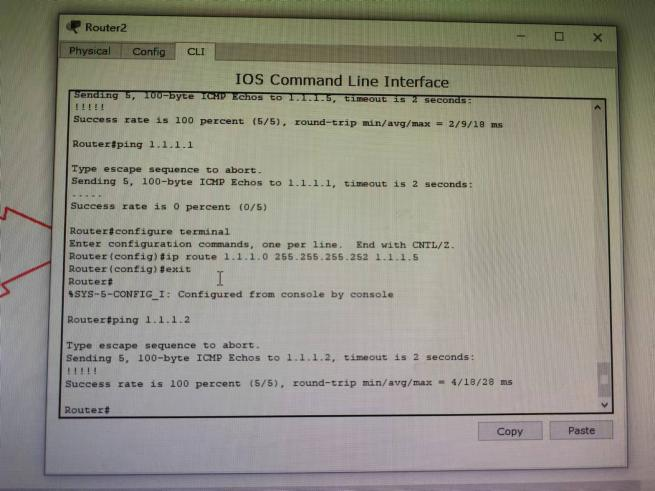 Router2
Physical Config CLI
IOS Command Line Interface
Sending 5, 100-byte ICMP Echos to 1.1.1.5, timeout is 2 seconds:
!!!!!
Success rate is 100 percent (5/5), round-trip min/avg/max = 2/9/18 ms
Router#ping 1.1.1.1
Type escape sequence to abort.
Sending 5, 100-byte ICMP Echos to 1.1.1.1, timeout is 2 seconds:
.....
Success rate is 0 percent (0/5)
Router#configure terminal
Enter configuration commands, one per line.  End with CNTL/Z.
Router(config)#ip route 1.1.1.0 255.255.255.252 1.1.1.5
Router(config)#exit
Router#
%SYS-5-CONFIG_I: Configured from console by console
Router#ping 1.1.1.2
Type escape sequence to abort.
Sending 5, 100-byte ICMP Echos to 1.1.1.2, timeout is 2 seconds:
!!!!!
Success rate is 100 percent (5/5), round-trip min/avg/max = 4/18/28 ms
Router#
Copy Paste